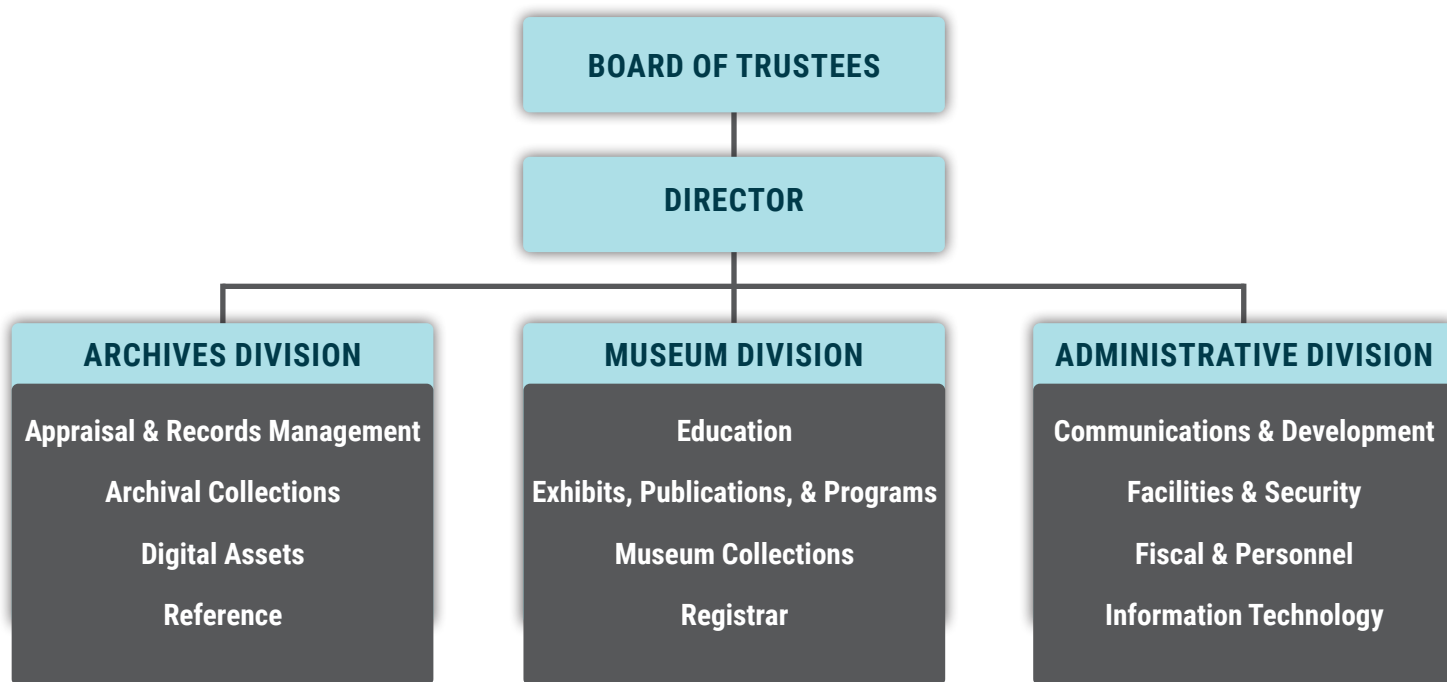 BOARD OF TRUSTEES
DIRECTOR
ARCHIVES DIVISION
Appraisal & Records Management
Archival Collections
Digital Assets
Reference
MUSEUM DIVISION
Education
Exhibits, Publications, & Programs
Museum Collections
Registrar
ADMINISTRATIVE DIVISION
Communications & Development
Facilities & Security
Fiscal & Personnel
Information Technology